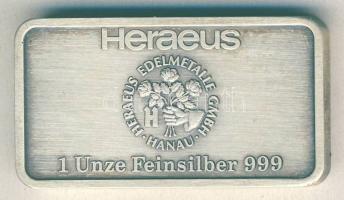 Heraeus
HERAEUS EDELMETALLE GMBH
· HANAU ·
H
1 Unze Feinsilber 999